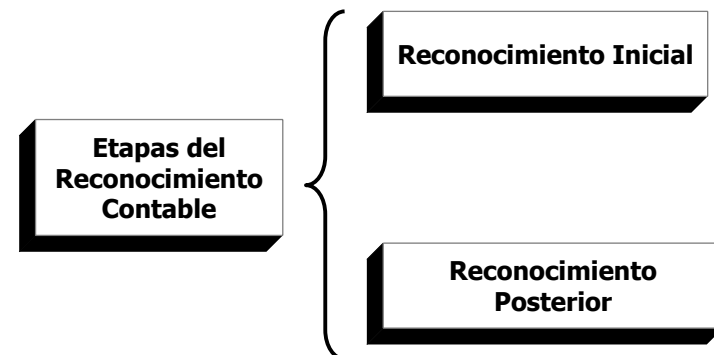 Reconocimiento Inicial
Etapas del
Reconocimiento
Contable
Reconocimiento
Posterior